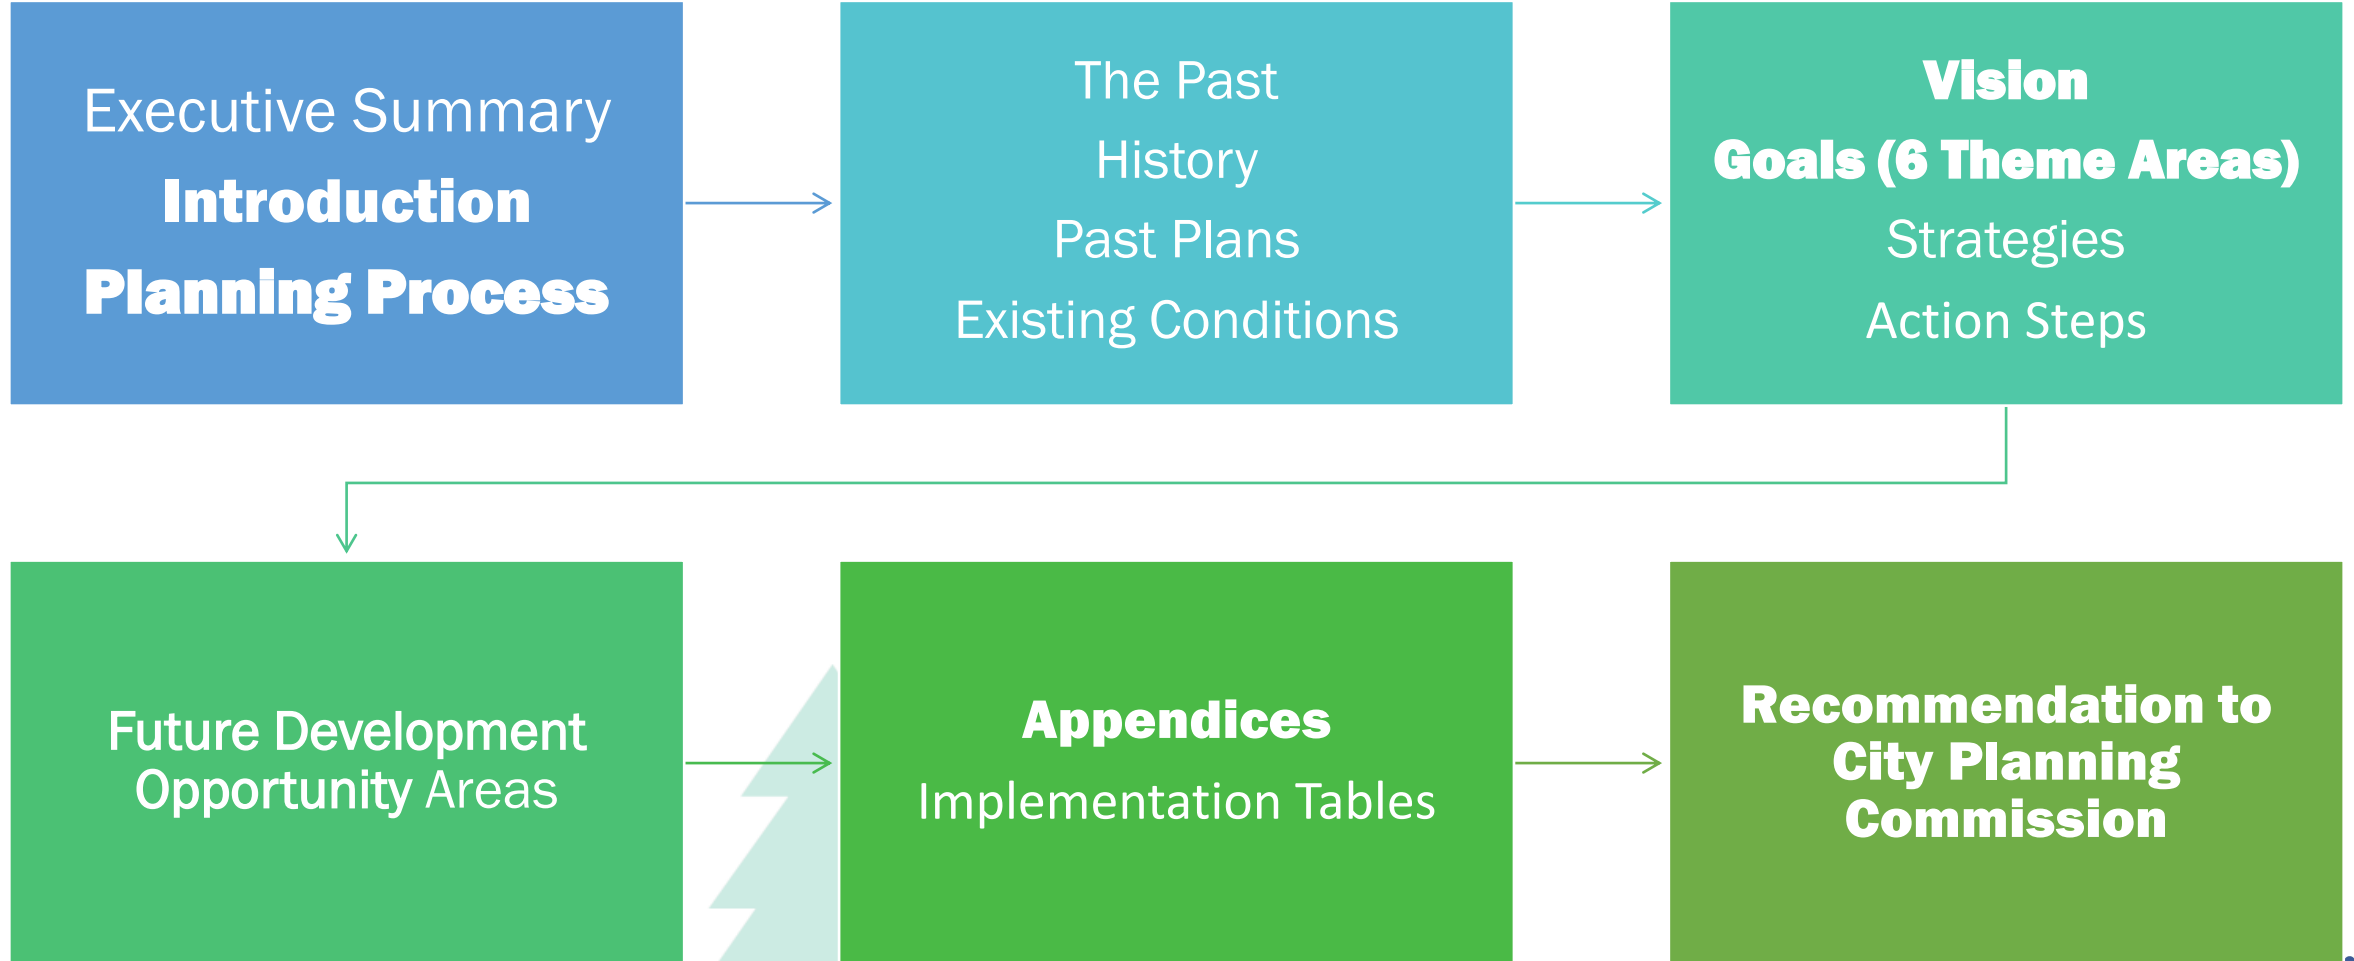 Executive Summary
Introduction
Planning Process
The Past
History
Past Plans
Existing Conditions
Vision
Goals (6 Theme Areas)
Strategies
Action Steps
Future Development
Opportunity Areas
Appendices
Implementation Tables
Recommendation to
City Planning
Commission